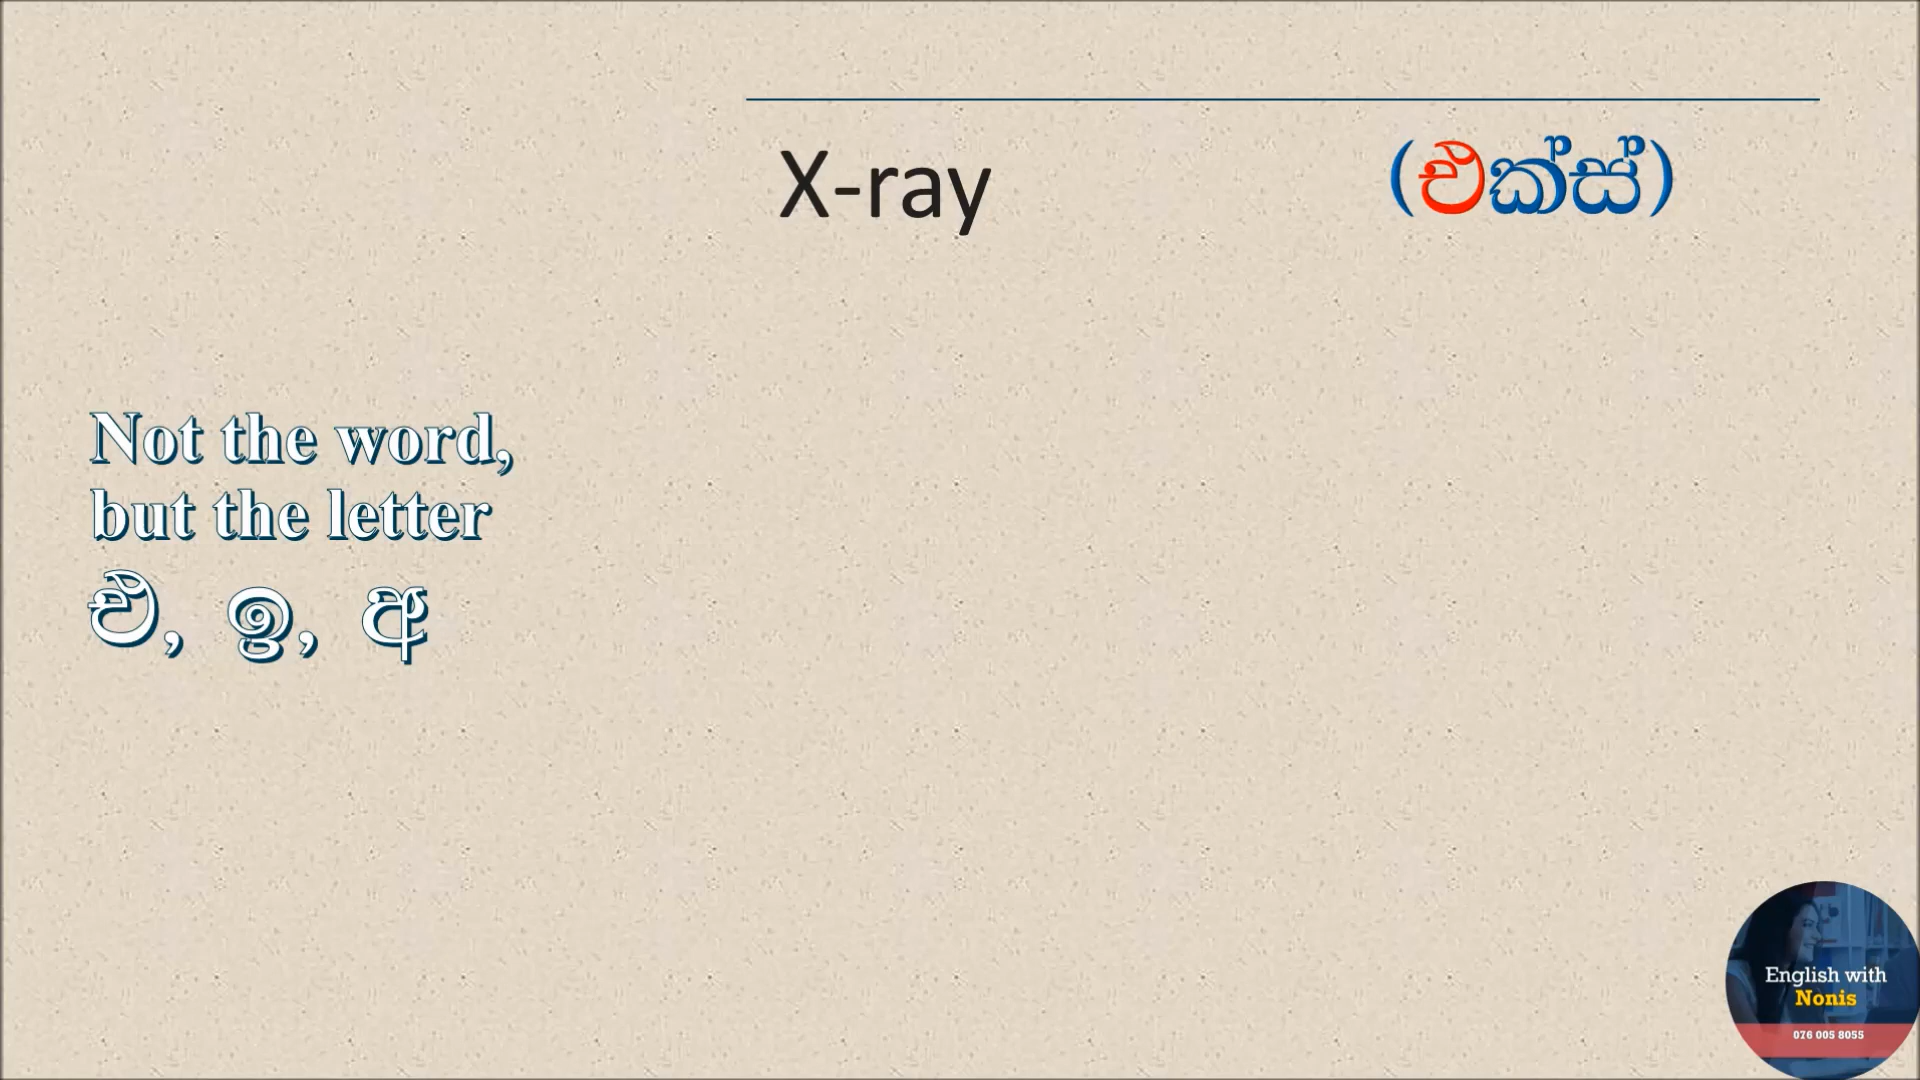 X-ray (එක්ස්)
Not the word,
but the letter
එ, ඉ, අ
English with
Nonis
076 005 8055